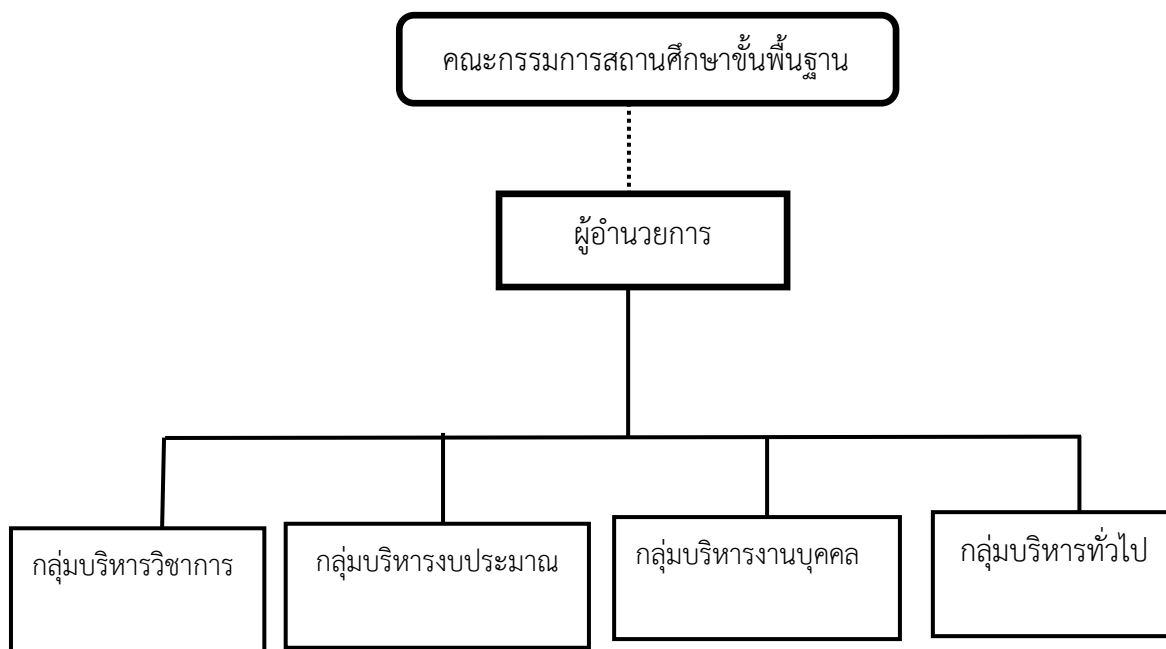 คณะกรรมการสถานศึกษาขั้นพื้นฐาน
ผู้อำนวยการ
กลุ่มบริหารวิชาการ
กลุ่มบริหารงบประมาณ
กลุ่มบริหารงานบุคคล
กลุ่มบริหารทั่วไป